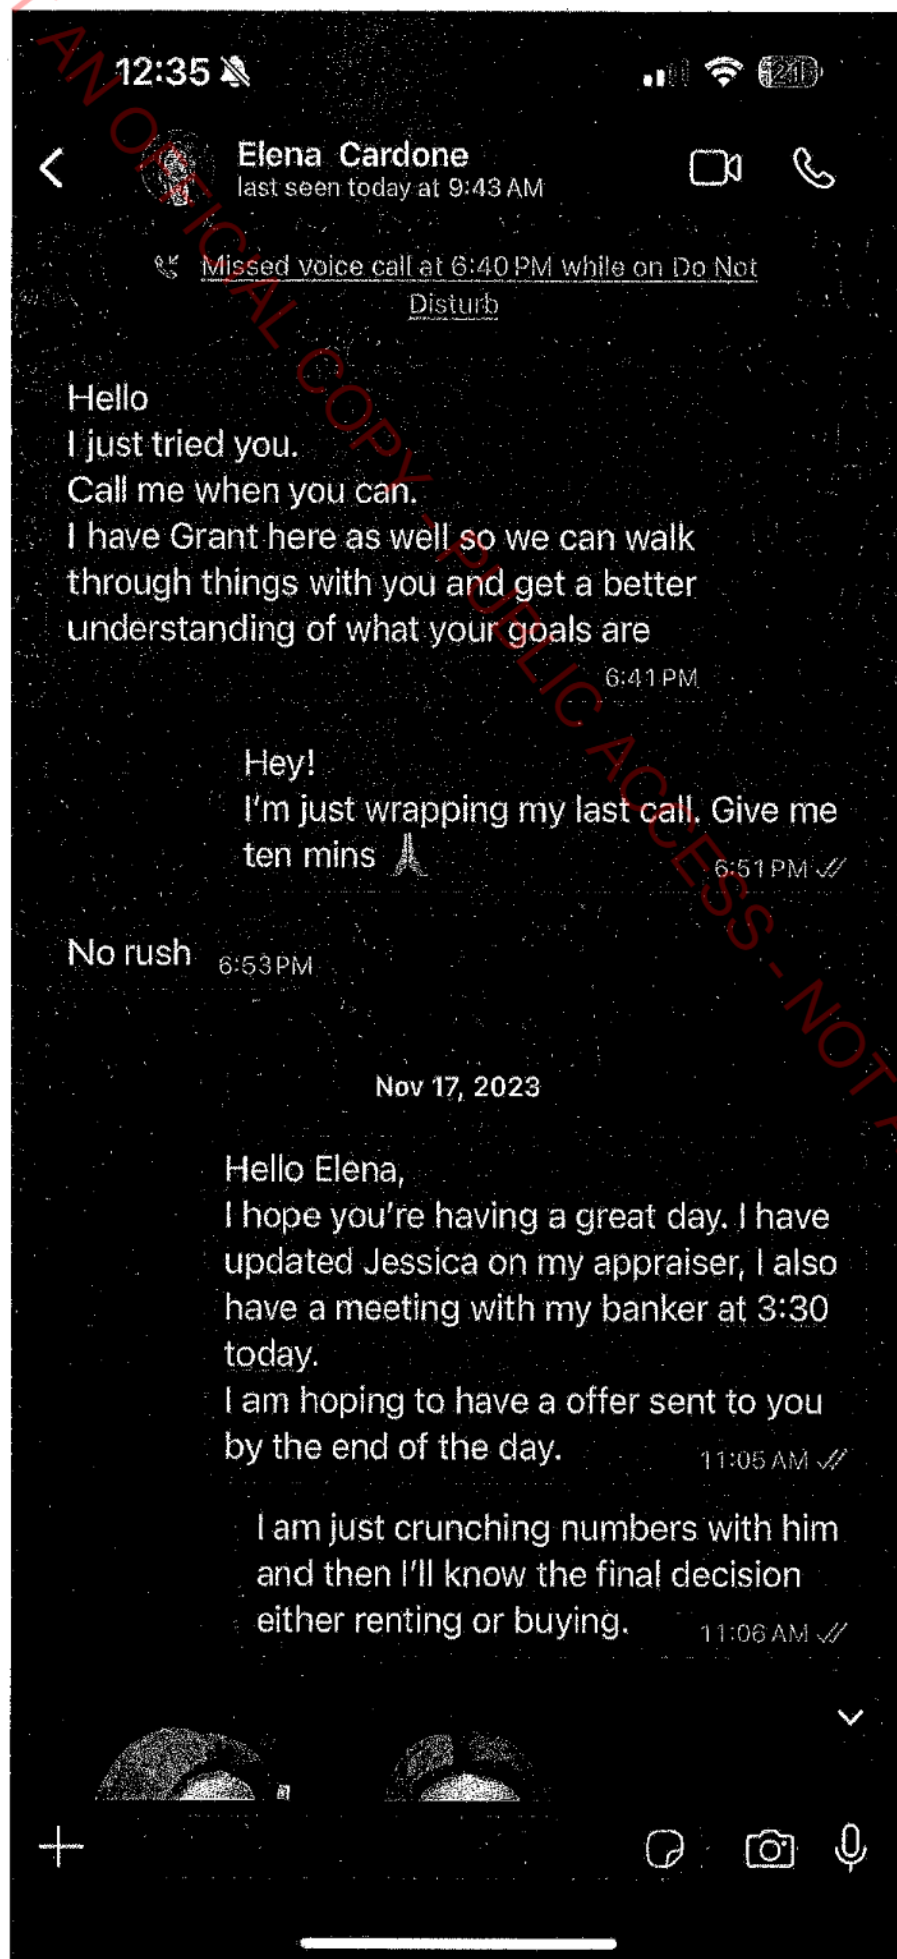 12:35
21
Elena Cardone
last seen today at 9:43 AM
Missed voice call at 6:40 PM while on Do Not
Disturb
Hello
I just tried you.
Call me when you can.
I have Grant here as well so we can walk
through things with you and get a better
understanding of what your goals are
6:41 PM
Hey!
I'm just wrapping my last call. Give me
ten mins 🙏
6:51 PM
No rush 6:53 PM
Nov 17, 2023
Hello Elena,
I hope you're having a great day. I have
updated Jessica on my appraiser, I also
have a meeting with my banker at 3:30
today.
I am hoping to have a offer sent to you
by the end of the day. 11:05 AM
I am just crunching numbers with him
and then I'll know the final decision
either renting or buying. 11:06 AM
AN OFFICIAL COPY - PUBLIC ACCESS - NOT